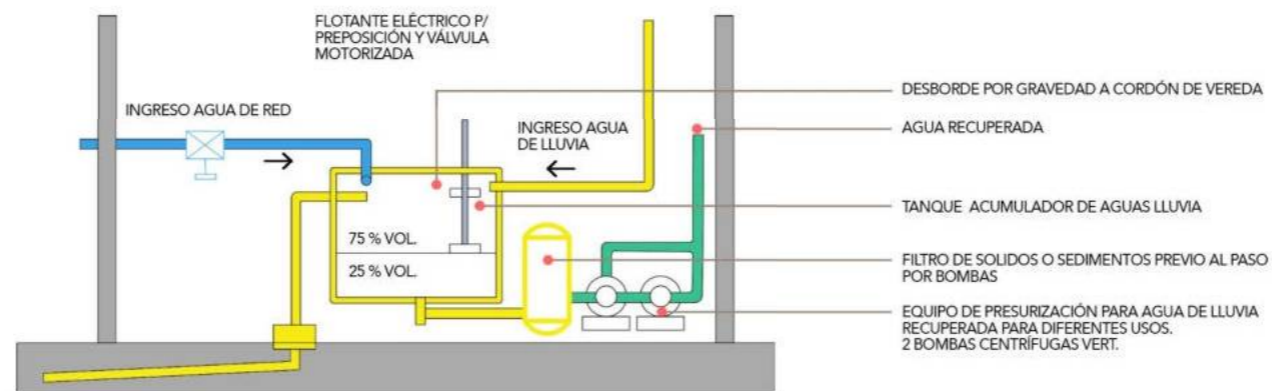 FLOTANTE ELÉCTRICO P/
PREPOSICIÓN Y VÁLVULA
MOTORIZADA
INGRESO AGUA DE RED
INGRESO AGUA
DE LLUVIA
75 % VOL.
25 % VOL.
DESBORDE POR GRAVEDAD A CORDÓN DE VEREDA
AGUA RECUPERADA
TANQUE ACUMULADOR DE AGUAS LLUVIA
FILTRO DE SOLIDOS O SEDIMENTOS PREVIO AL PASO
POR BOMBAS
EQUIPO DE PRESURIZACIÓN PARA AGUA DE LLUVIA
RECUPERADA PARA DIFERENTES USOS.
2 BOMBAS CENTRÍFUGAS VERT.